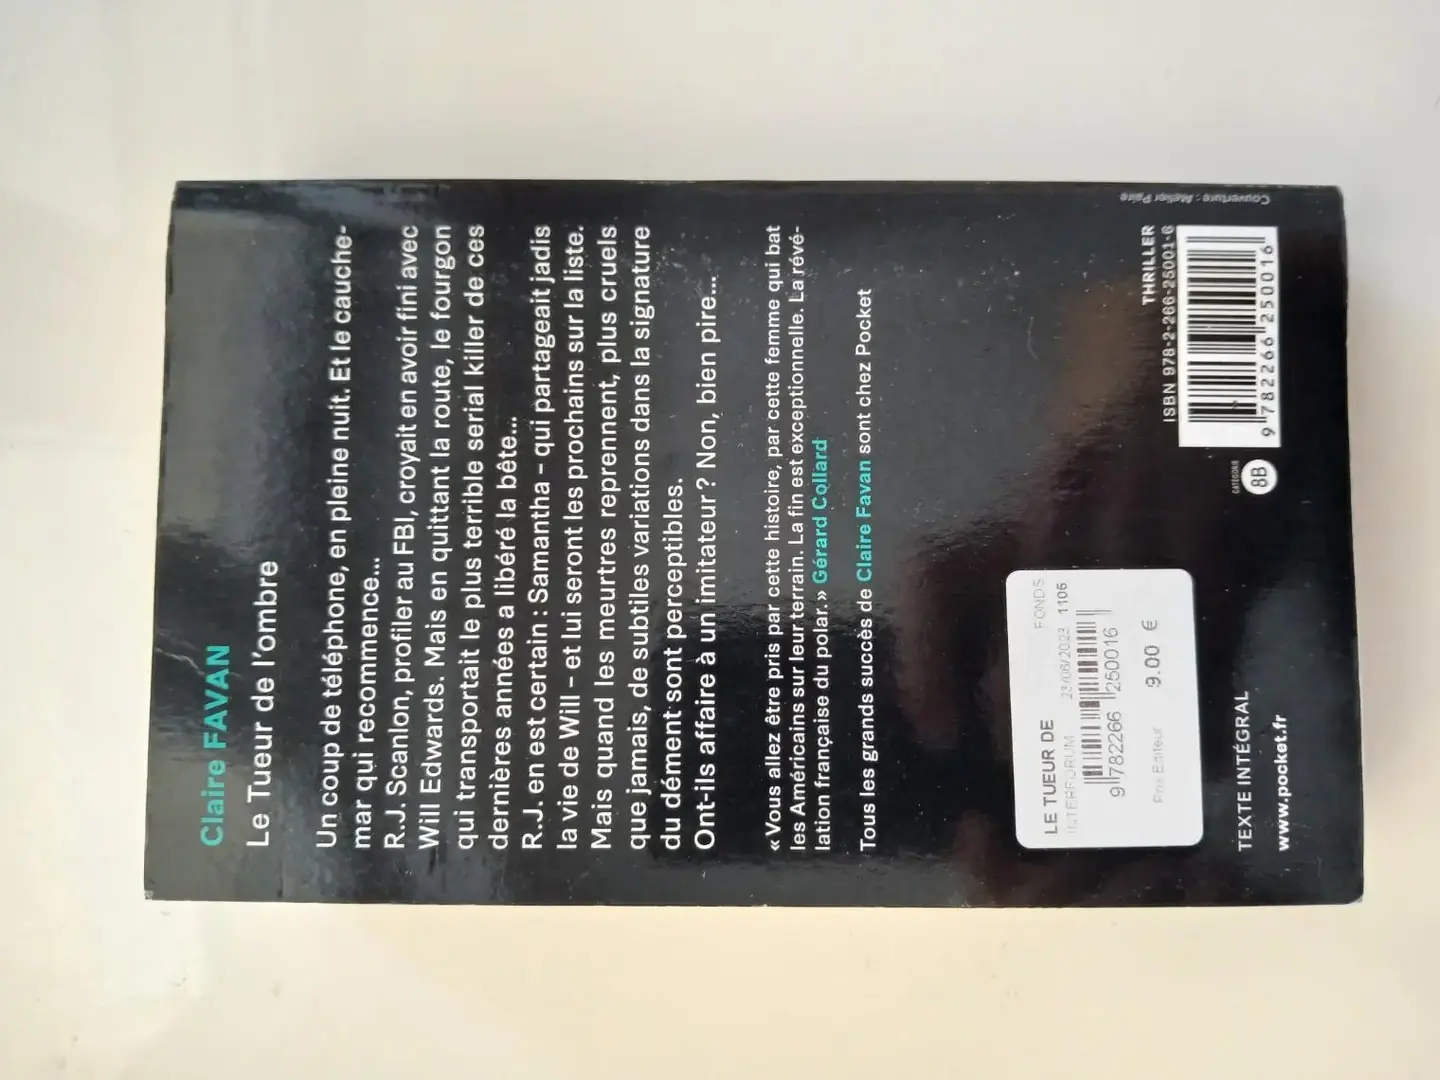 Claire FAVAN
Le Tueur de l'ombre
Un coup de téléphone, en pleine nuit. Et le cauche-
mar qui recommence...
R.J. Scanlon, profiler au FBI, croyait en avoir fini avec
Will Edwards. Mais en quittant la route, le fourgon
qui transportait le plus terrible serial killer de ces
dernières années a libéré la bête...
R.J. en est certain : Samantha – qui partageait jadis
la vie de Will – et lui seront les prochains sur la liste.
Mais quand les meurtres reprennent, plus cruels
que jamais, de subtiles variations dans la signature
du dément sont perceptibles.
Ont-ils affaire à un imitateur ? Non, bien pire...
« Vous allez être pris par cette histoire, par cette femme qui bat
les Américains sur leur terrain. La fin est exceptionnelle. La révé-
lation française du polar. » Gérard Collard
Tous les grands succès de Claire Favan sont chez Pocket
LE TUEUR DE FONDS
INTERFORUM 23/06/2023 1105
9 782266 250016
Prix Editeur 9.00 €
TEXTE INTÉGRAL
www.pocket.fr
CATÉGORIE
8B
THRILLER
ISBN 978-2-266-25001-6
9 782266 250016
Couverture : Atelier Paire